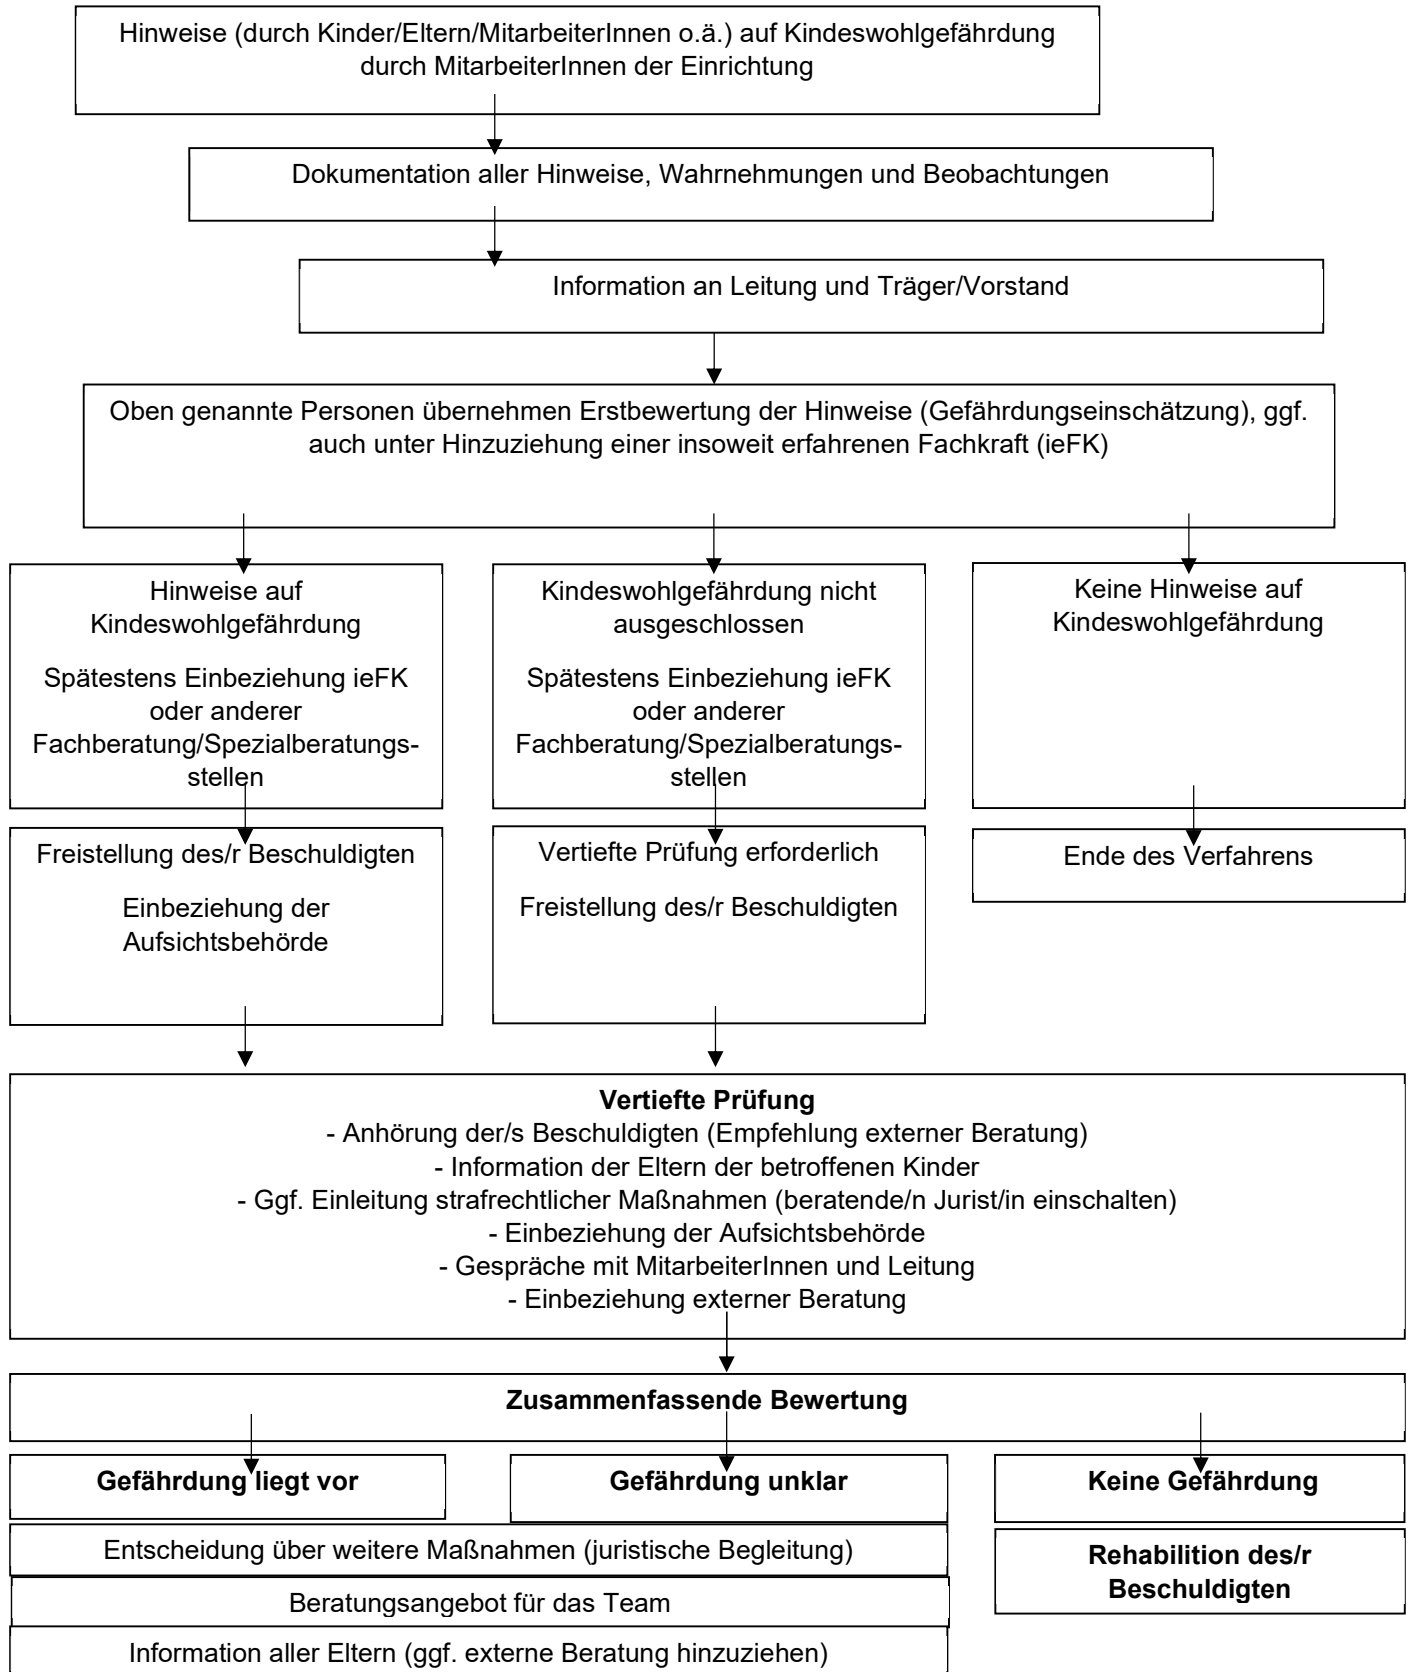 Hinweise (durch Kinder/Eltern/MitarbeiterInnen o.ä.) auf Kindeswohlgefährdung
durch MitarbeiterInnen der Einrichtung
Dokumentation aller Hinweise, Wahrnehmungen und Beobachtungen
Information an Leitung und Träger/Vorstand
Oben genannte Personen übernehmen Erstbewertung der Hinweise (Gefährdungseinschätzung), ggf.
auch unter Hinzuziehung einer insoweit erfahrenen Fachkraft (ieFK)
Hinweise auf
Kindeswohlgefährdung
Spätestens Einbeziehung ieFK
oder anderer
Fachberatung/Spezialberatungs-
stellen
Kindeswohlgefährdung nicht
ausgeschlossen
Spätestens Einbeziehung ieFK
oder anderer
Fachberatung/Spezialberatungs-
stellen
Keine Hinweise auf
Kindeswohlgefährdung
Freistellung des/r Beschuldigten
Einbeziehung der
Aufsichtsbehörde
Vertiefte Prüfung erforderlich
Freistellung des/r Beschuldigten
Ende des Verfahrens
Vertiefte Prüfung
- Anhörung der/s Beschuldigten (Empfehlung externer Beratung)
- Information der Eltern der betroffenen Kinder
- Ggf. Einleitung strafrechtlicher Maßnahmen (beratende/n Jurist/in einschalten)
- Einbeziehung der Aufsichtsbehörde
- Gespräche mit MitarbeiterInnen und Leitung
- Einbeziehung externer Beratung
Zusammenfassende Bewertung
Gefährdung liegt vor
Gefährdung unklar
Keine Gefährdung
Entscheidung über weitere Maßnahmen (juristische Begleitung)
Beratungsangebot für das Team
Information aller Eltern (ggf. externe Beratung hinzuziehen)
Rehabilition des/r
Beschuldigten